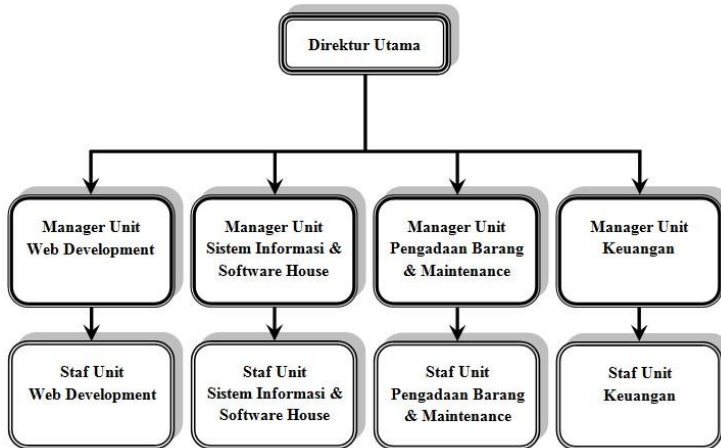 Direktur Utama
Manager Unit
Web Development
Manager Unit
Sistem Informasi &
Software House
Manager Unit
Pengadaan Barang
& Maintenance
Manager Unit
Keuangan
Staf Unit
Web Development
Staf Unit
Sistem Informasi &
Software House
Staf Unit
Pengadaan Barang
& Maintenance
Staf Unit
Keuangan